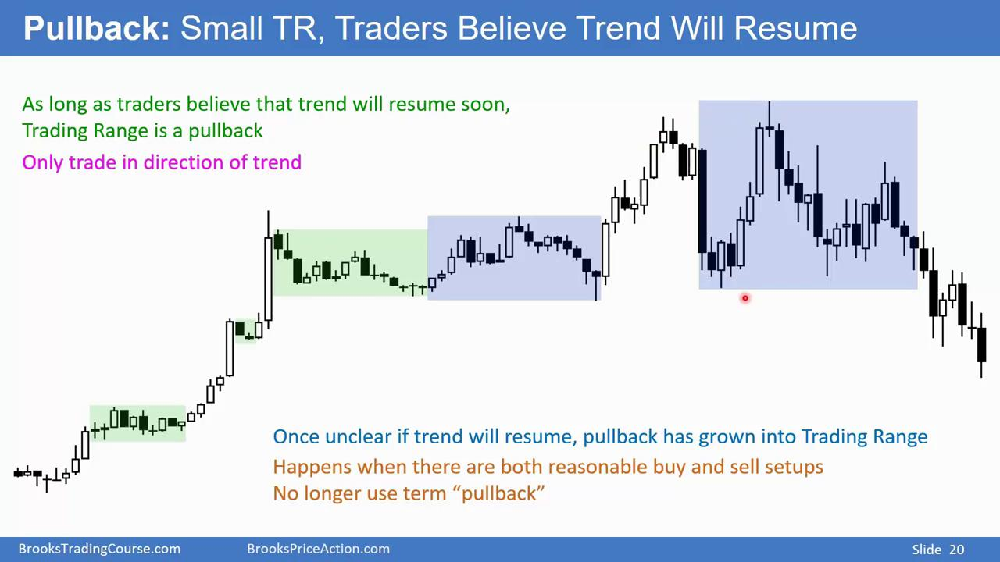 Pullback: Small TR, Traders Believe Trend Will Resume
As long as traders believe that trend will resume soon,
Trading Range is a pullback
Only trade in direction of trend
Once unclear if trend will resume, pullback has grown into Trading Range
Happens when there are both reasonable buy and sell setups
No longer use term “pullback”
BrooksTradingCourse.com
BrooksPriceAction.com
Slide 20